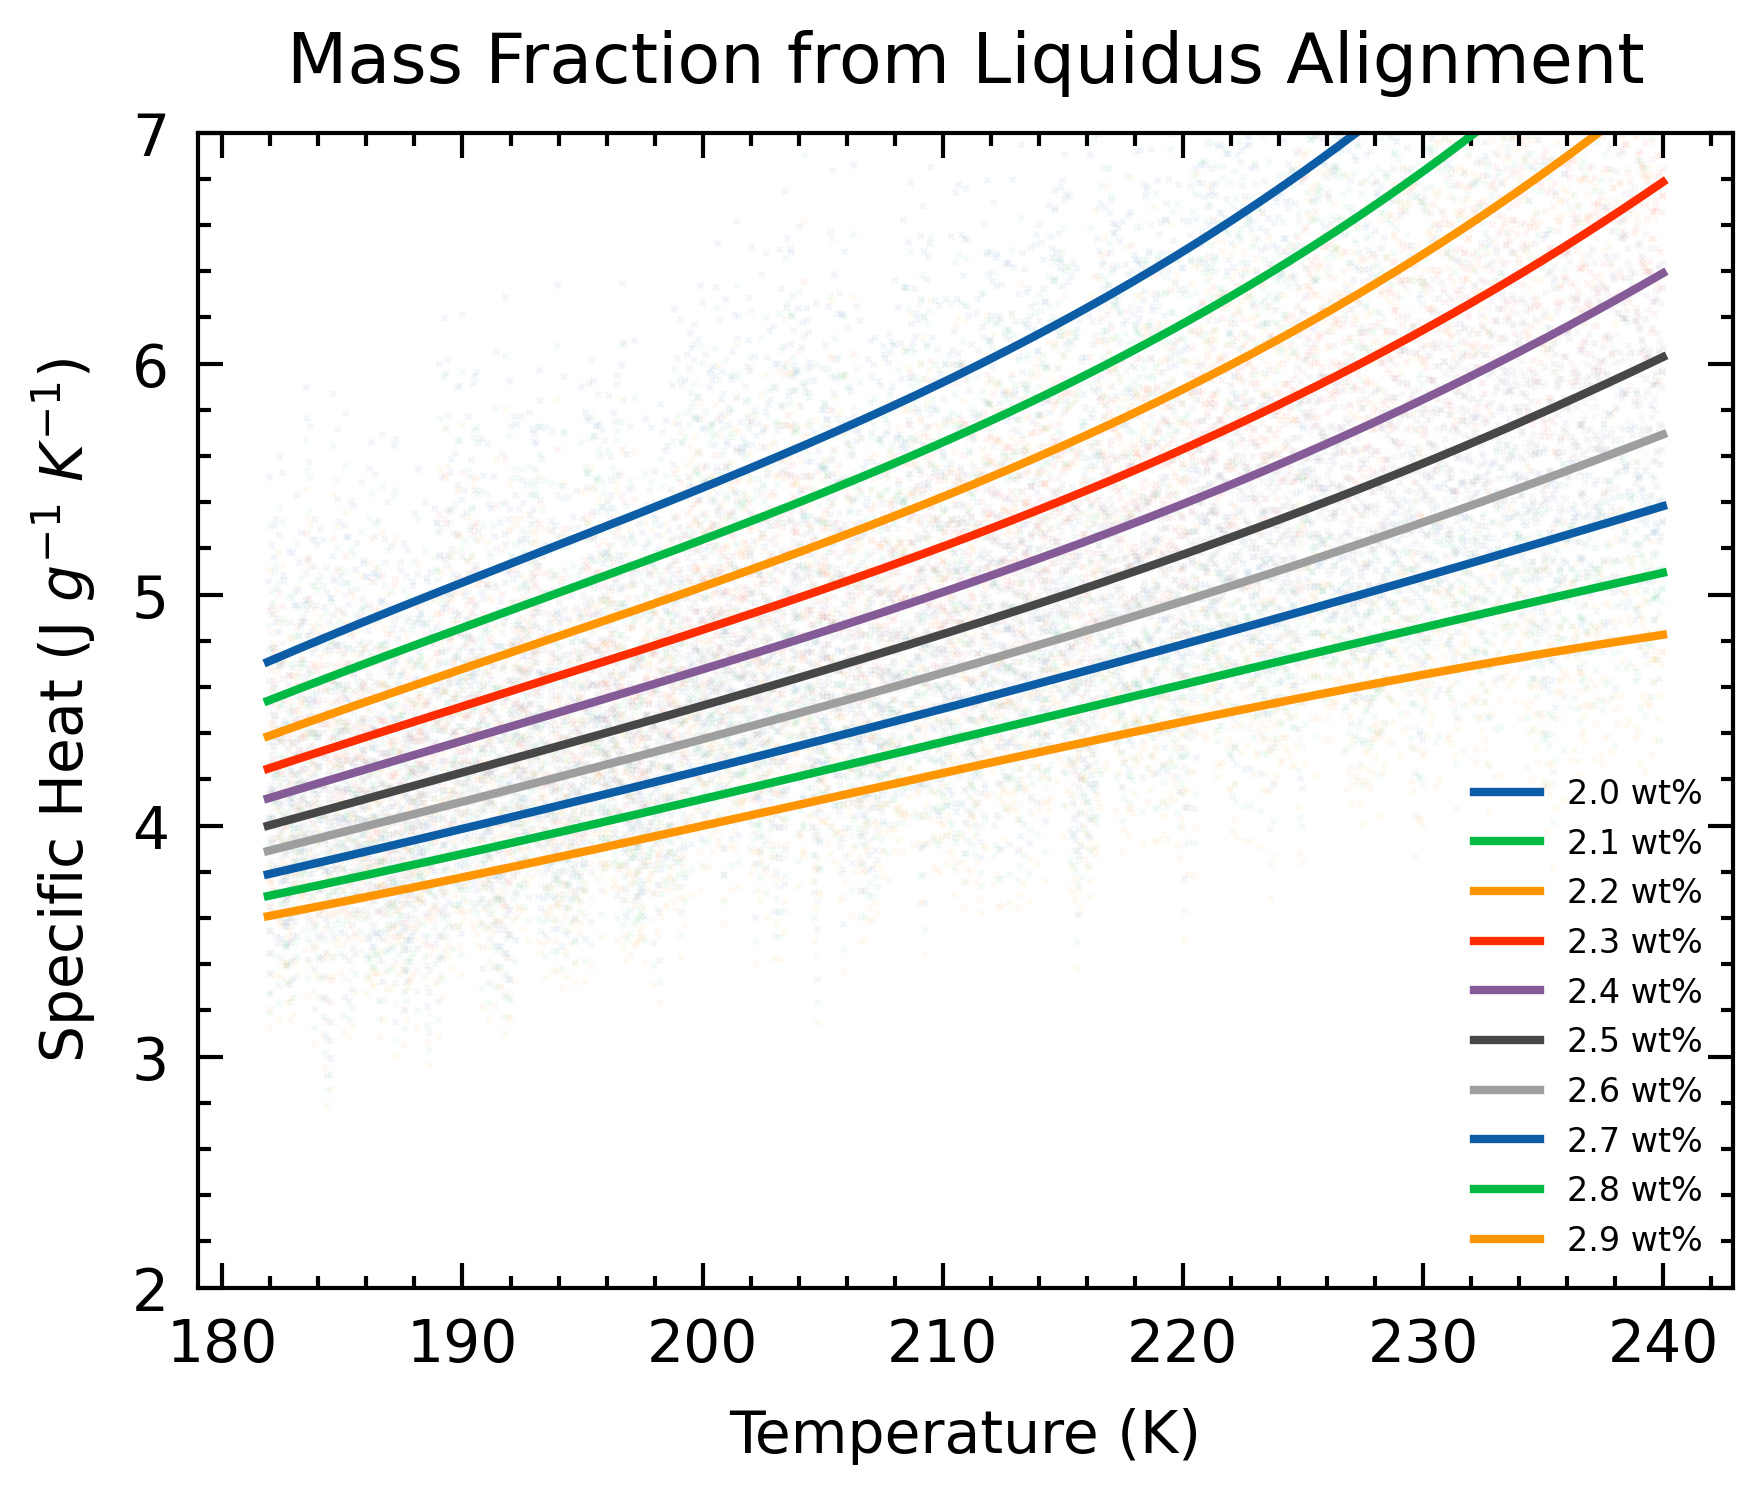 Mass Fraction from Liquidus Alignment
7
6
5
4
3
2
Specific Heat (J g⁻¹ K⁻¹)
2.0 wt%
2.1 wt%
2.2 wt%
2.3 wt%
2.4 wt%
2.5 wt%
2.6 wt%
2.7 wt%
2.8 wt%
2.9 wt%
180 190 200 210 220 230 240
Temperature (K)